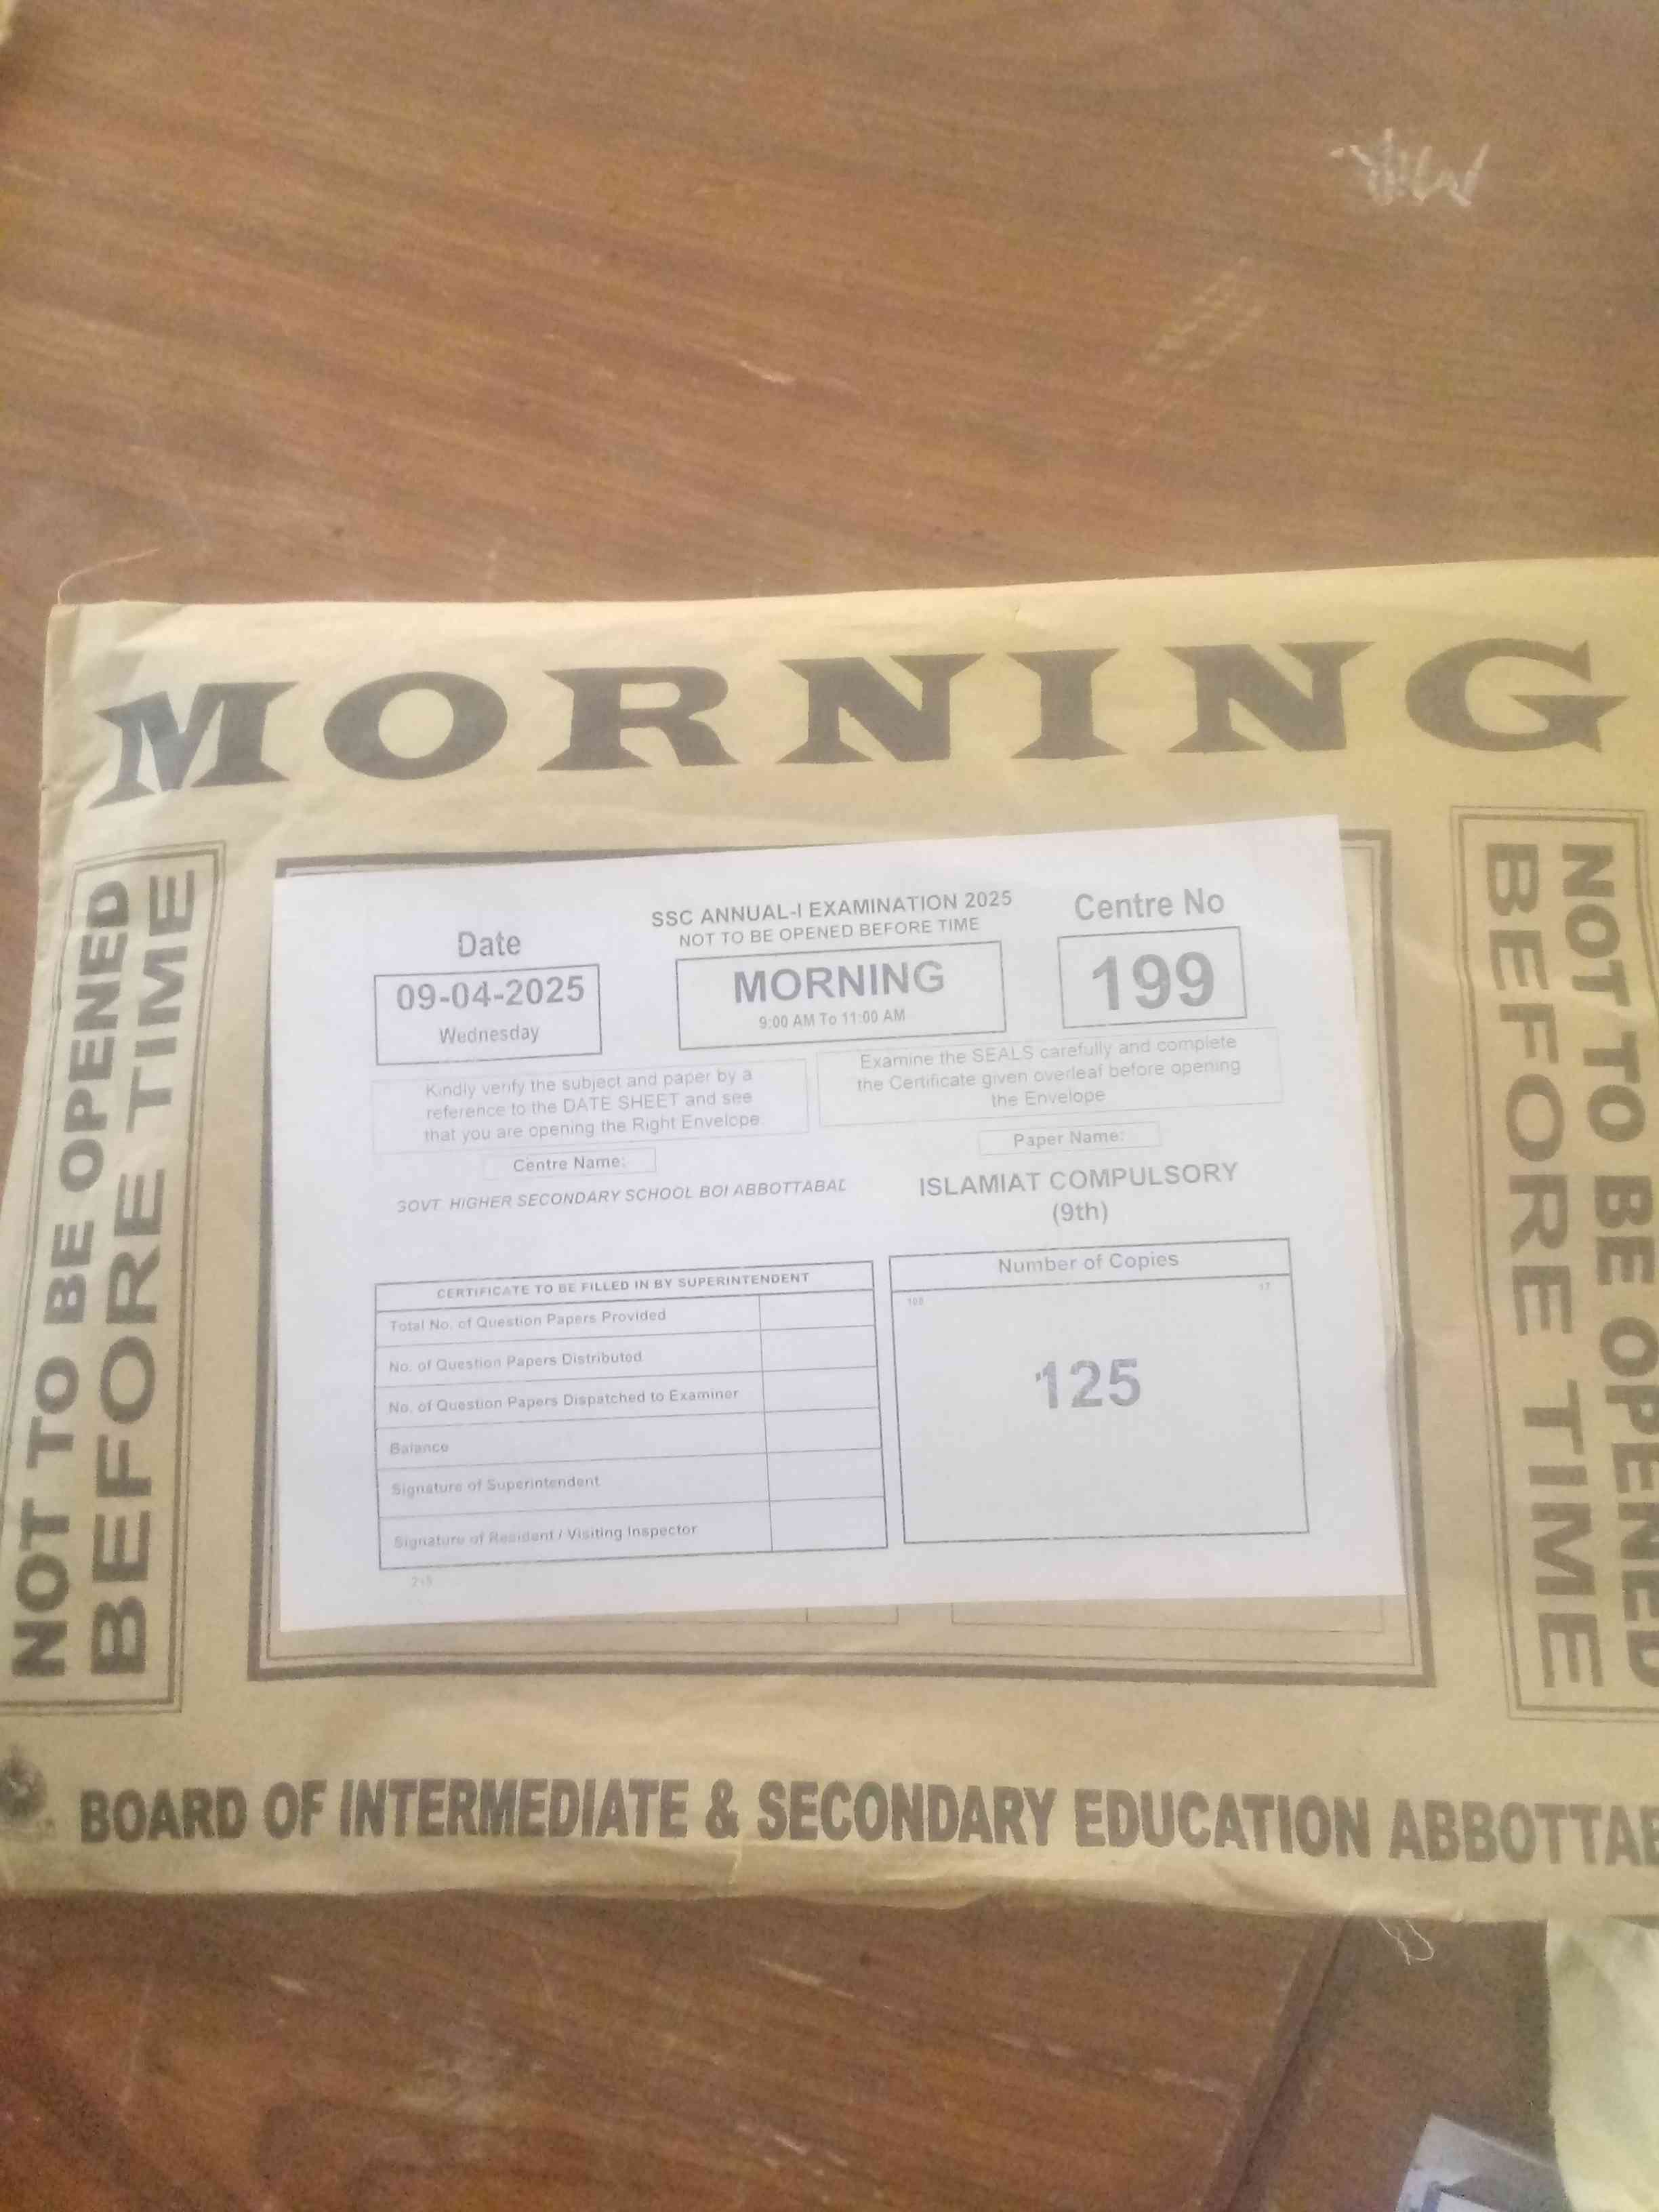 MORNING
NOT TO BE OPENED
BEFORE TIME
SSC ANNUAL-I EXAMINATION 2025
NOT TO BE OPENED BEFORE TIME
Date
09-04-2025
Wednesday
MORNING
9:00 AM To 11:00 AM
Centre No
199
Kindly verify the subject and paper by a
reference to the DATE SHEET and see
that you are opening the Right Envelope.
Examine the SEALS carefully and complete
the Certificate given overleaf before opening
the Envelope
Centre Name:
GOVT. HIGHER SECONDARY SCHOOL BOI ABBOTTABAD
Paper Name:
ISLAMIAT COMPULSORY
(9th)
CERTIFICATE TO BE FILLED IN BY SUPERINTENDENT
Total No. of Question Papers Provided
No. of Question Papers Distributed
No. of Question Papers Dispatched to Examiner
Balance
Signature of Superintendent
Signature of Resident / Visiting Inspector
Number of Copies
108 17
125
NOT TO BE OPENED
BEFORE TIME
BOARD OF INTERMEDIATE & SECONDARY EDUCATION ABBOTTAB